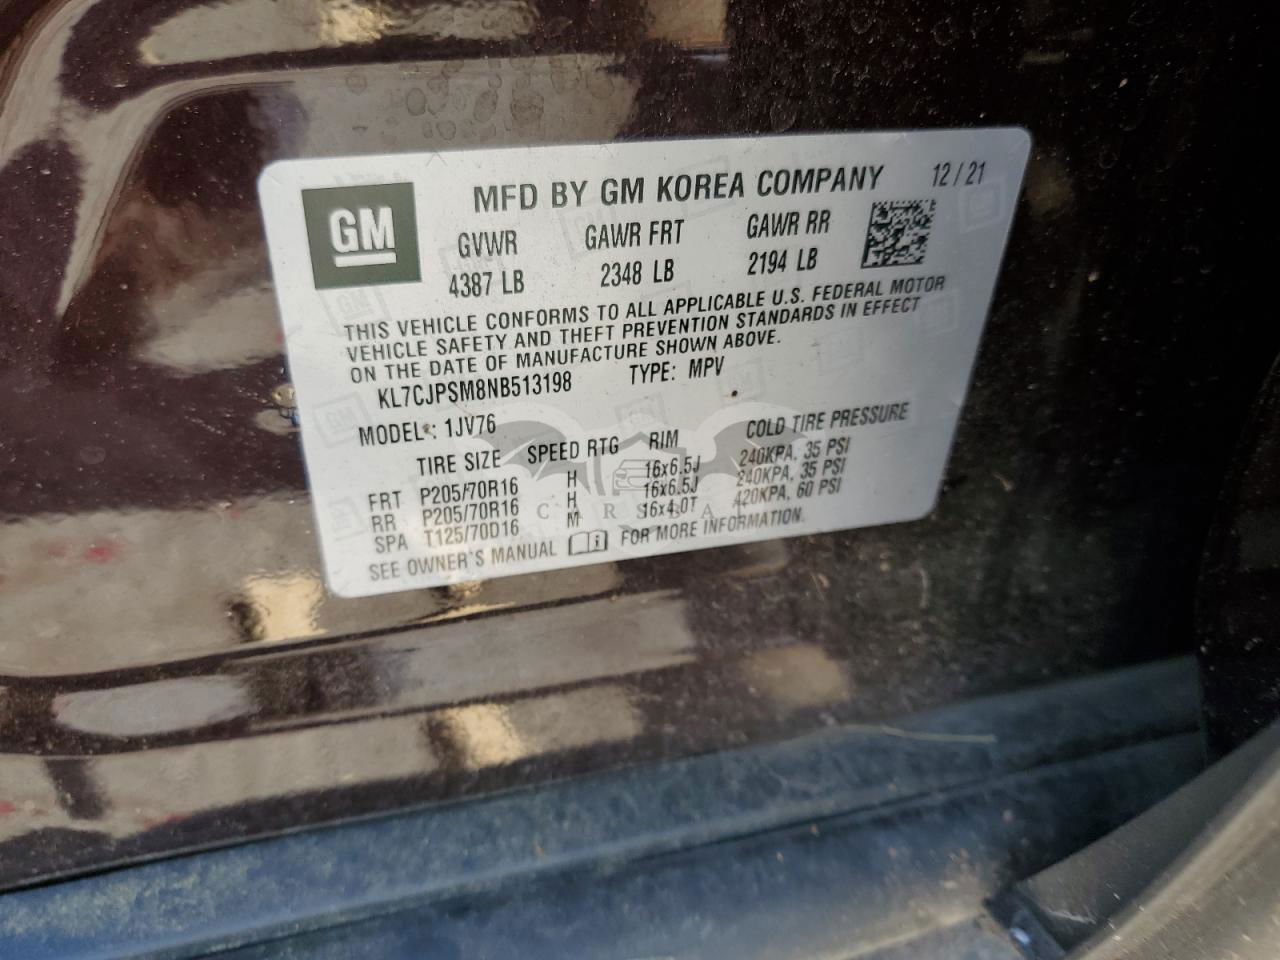 MFD BY GM KOREA COMPANY 12/21
GM
GVWR GAWR FRT GAWR RR
4387 LB 2348 LB 2194 LB
THIS VEHICLE CONFORMS TO ALL APPLICABLE U.S. FEDERAL MOTOR
VEHICLE SAFETY AND THEFT PREVENTION STANDARDS IN EFFECT
ON THE DATE OF MANUFACTURE SHOWN ABOVE.
KL7CJPSM8NB513198 TYPE: MPV
MODEL: 1JV76
TIRE SIZE SPEED RTG RIM COLD TIRE PRESSURE
FRT P205/70R16 H 16x6.5J 240KPA, 35 PSI
RR P205/70R16 H 16x6.5J 240KPA, 35 PSI
SPA T125/70D16 M 16x4.0T 420KPA, 60 PSI
SEE OWNER'S MANUAL i FOR MORE INFORMATION.